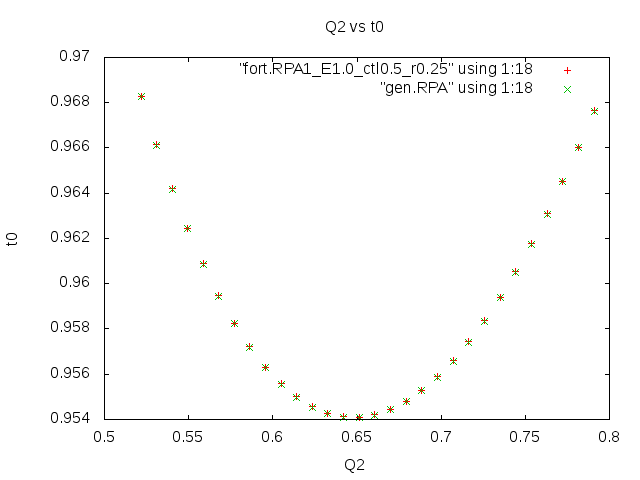 Q2 vs t0
"fort.RPA1_E1.0_ctl0.5_r0.25" using 1:18
"gen.RPA" using 1:18
0.97
0.968
0.966
0.964
0.962
0.96
0.958
0.956
0.954
t0
0.5 0.55 0.6 0.65 0.7 0.75 0.8
Q2